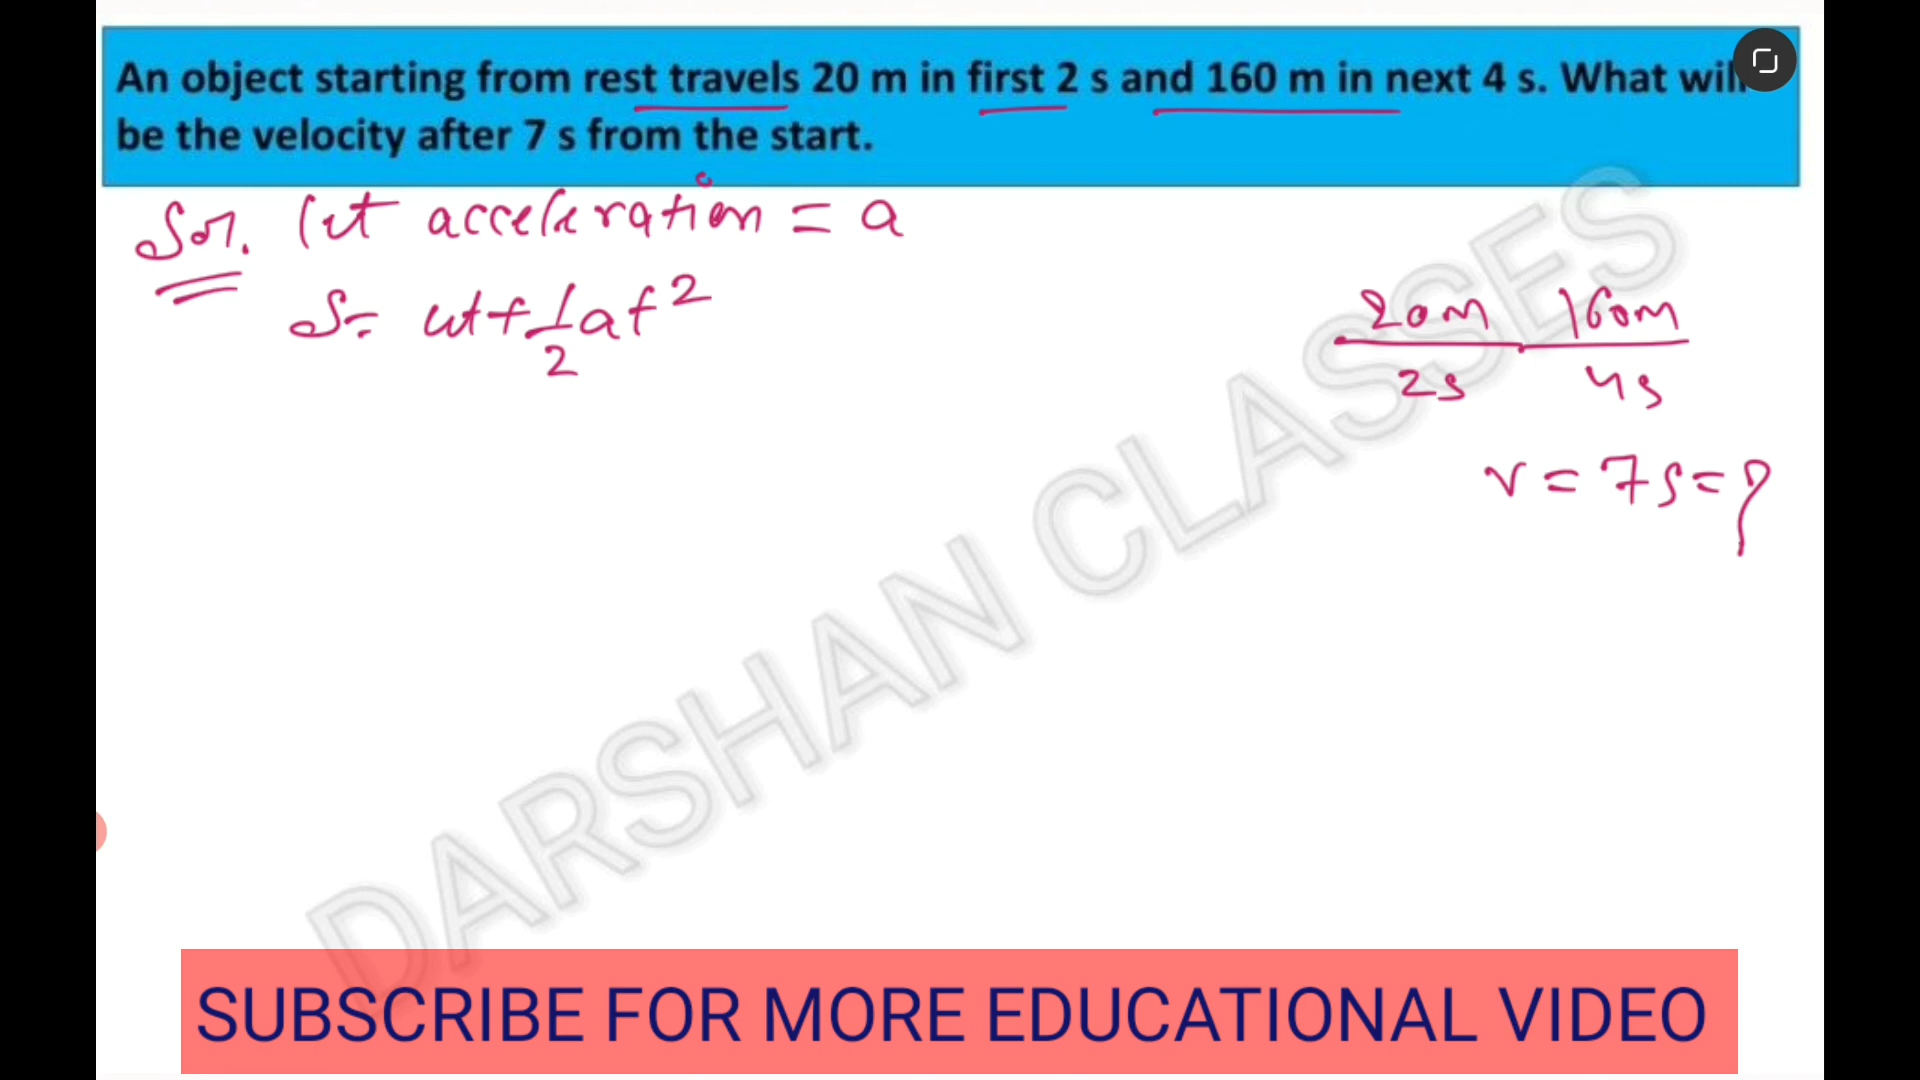 An object starting from rest travels 20 m in first 2 s and 160 m in next 4 s. What will
be the velocity after 7 s from the start.
Sol. let acceleration = a
S = ut + 1/2 at²
20m 160m
2s 4s
v = 7s = ?
DARSHAN CLASSES
SUBSCRIBE FOR MORE EDUCATIONAL VIDEO